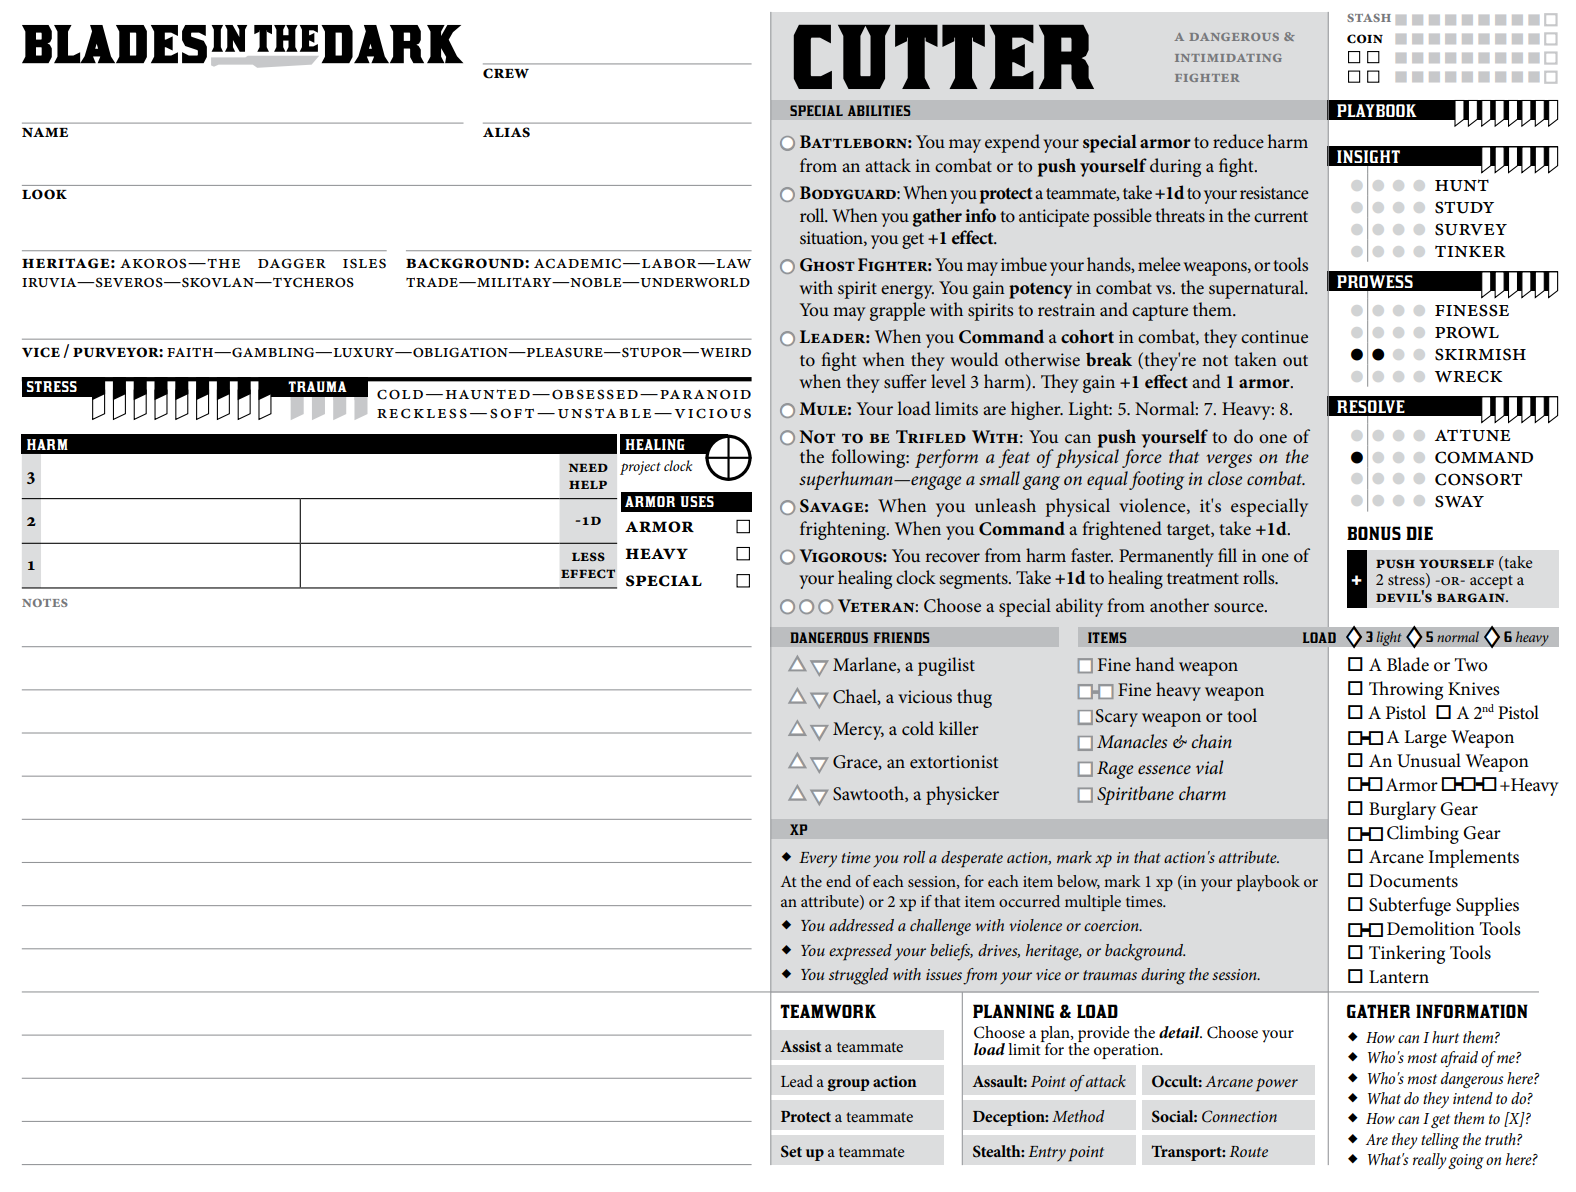 BLADES IN THE DARK
CREW
NAME
ALIAS
LOOK
HERITAGE: AKOROS—THE DAGGER ISLES
IRUVIA—SEVEROS—SKOVLAN—TYCHEROS
BACKGROUND: ACADEMIC—LABOR—LAW
TRADE—MILITARY—NOBLE—UNDERWORLD
VICE / PURVEYOR: FAITH—GAMBLING—LUXURY—OBLIGATION—PLEASURE—STUPOR—WEIRD
STRESS
TRAUMA
COLD—HAUNTED—OBSESSED—PARANOID
RECKLESS—SOFT—UNSTABLE—VICIOUS
HARM
3
NEED
HELP
2
-1D
1
LESS
EFFECT
HEALING
project clock
ARMOR USES
ARMOR
HEAVY
SPECIAL
NOTES
CUTTER
A DANGEROUS &
INTIMIDATING
FIGHTER
SPECIAL ABILITIES
BATTLEBORN: You may expend your special armor to reduce harm
from an attack in combat or to push yourself during a fight.
BODYGUARD: When you protect a teammate, take +1d to your resistance
roll. When you gather info to anticipate possible threats in the current
situation, you get +1 effect.
GHOST FIGHTER: You may imbue your hands, melee weapons, or tools
with spirit energy. You gain potency in combat vs. the supernatural.
You may grapple with spirits to restrain and capture them.
LEADER: When you Command a cohort in combat, they continue
to fight when they would otherwise break (they're not taken out
when they suffer level 3 harm). They gain +1 effect and 1 armor.
MULE: Your load limits are higher. Light: 5. Normal: 7. Heavy: 8.
NOT TO BE TRIFLED WITH: You can push yourself to do one of
the following: perform a feat of physical force that verges on the
superhuman—engage a small gang on equal footing in close combat.
SAVAGE: When you unleash physical violence, it's especially
frightening. When you Command a frightened target, take +1d.
VIGOROUS: You recover from harm faster. Permanently fill in one of
your healing clock segments. Take +1d to healing treatment rolls.
VETERAN: Choose a special ability from another source.
DANGEROUS FRIENDS
Marlane, a pugilist
Chael, a vicious thug
Mercy, a cold killer
Grace, an extortionist
Sawtooth, a physicker
ITEMS
Fine hand weapon
Fine heavy weapon
Scary weapon or tool
Manacles & chain
Rage essence vial
Spiritbane charm
XP
Every time you roll a desperate action, mark xp in that action's attribute.
At the end of each session, for each item below, mark 1 xp (in your playbook or
an attribute) or 2 xp if that item occurred multiple times.
You addressed a challenge with violence or coercion.
You expressed your beliefs, drives, heritage, or background.
You struggled with issues from your vice or traumas during the session.
TEAMWORK
Assist a teammate
Lead a group action
Protect a teammate
Set up a teammate
PLANNING & LOAD
Choose a plan, provide the detail. Choose your
load limit for the operation.
Assault: Point of attack
Occult: Arcane power
Deception: Method
Social: Connection
Stealth: Entry point
Transport: Route
STASH
COIN
PLAYBOOK
INSIGHT
HUNT
STUDY
SURVEY
TINKER
PROWESS
FINESSE
PROWL
SKIRMISH
WRECK
RESOLVE
ATTUNE
COMMAND
CONSORT
SWAY
BONUS DIE
+
PUSH YOURSELF (take
2 stress) -OR- accept a
DEVIL'S BARGAIN.
LOAD 3 light 5 normal 6 heavy
A Blade or Two
Throwing Knives
A Pistol A 2nd Pistol
A Large Weapon
An Unusual Weapon
Armor +Heavy
Burglary Gear
Climbing Gear
Arcane Implements
Documents
Subterfuge Supplies
Demolition Tools
Tinkering Tools
Lantern
GATHER INFORMATION
How can I hurt them?
Who's most afraid of me?
Who's most dangerous here?
What do they intend to do?
How can I get them to [X]?
Are they telling the truth?
What's really going on here?